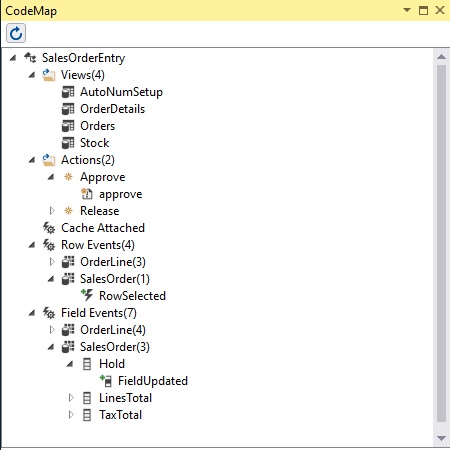 CodeMap
SalesOrderEntry
Views(4)
AutoNumSetup
OrderDetails
Orders
Stock
Actions(2)
Approve
approve
Release
Cache Attached
Row Events(4)
OrderLine(3)
SalesOrder(1)
RowSelected
Field Events(7)
OrderLine(4)
SalesOrder(3)
Hold
FieldUpdated
LinesTotal
TaxTotal